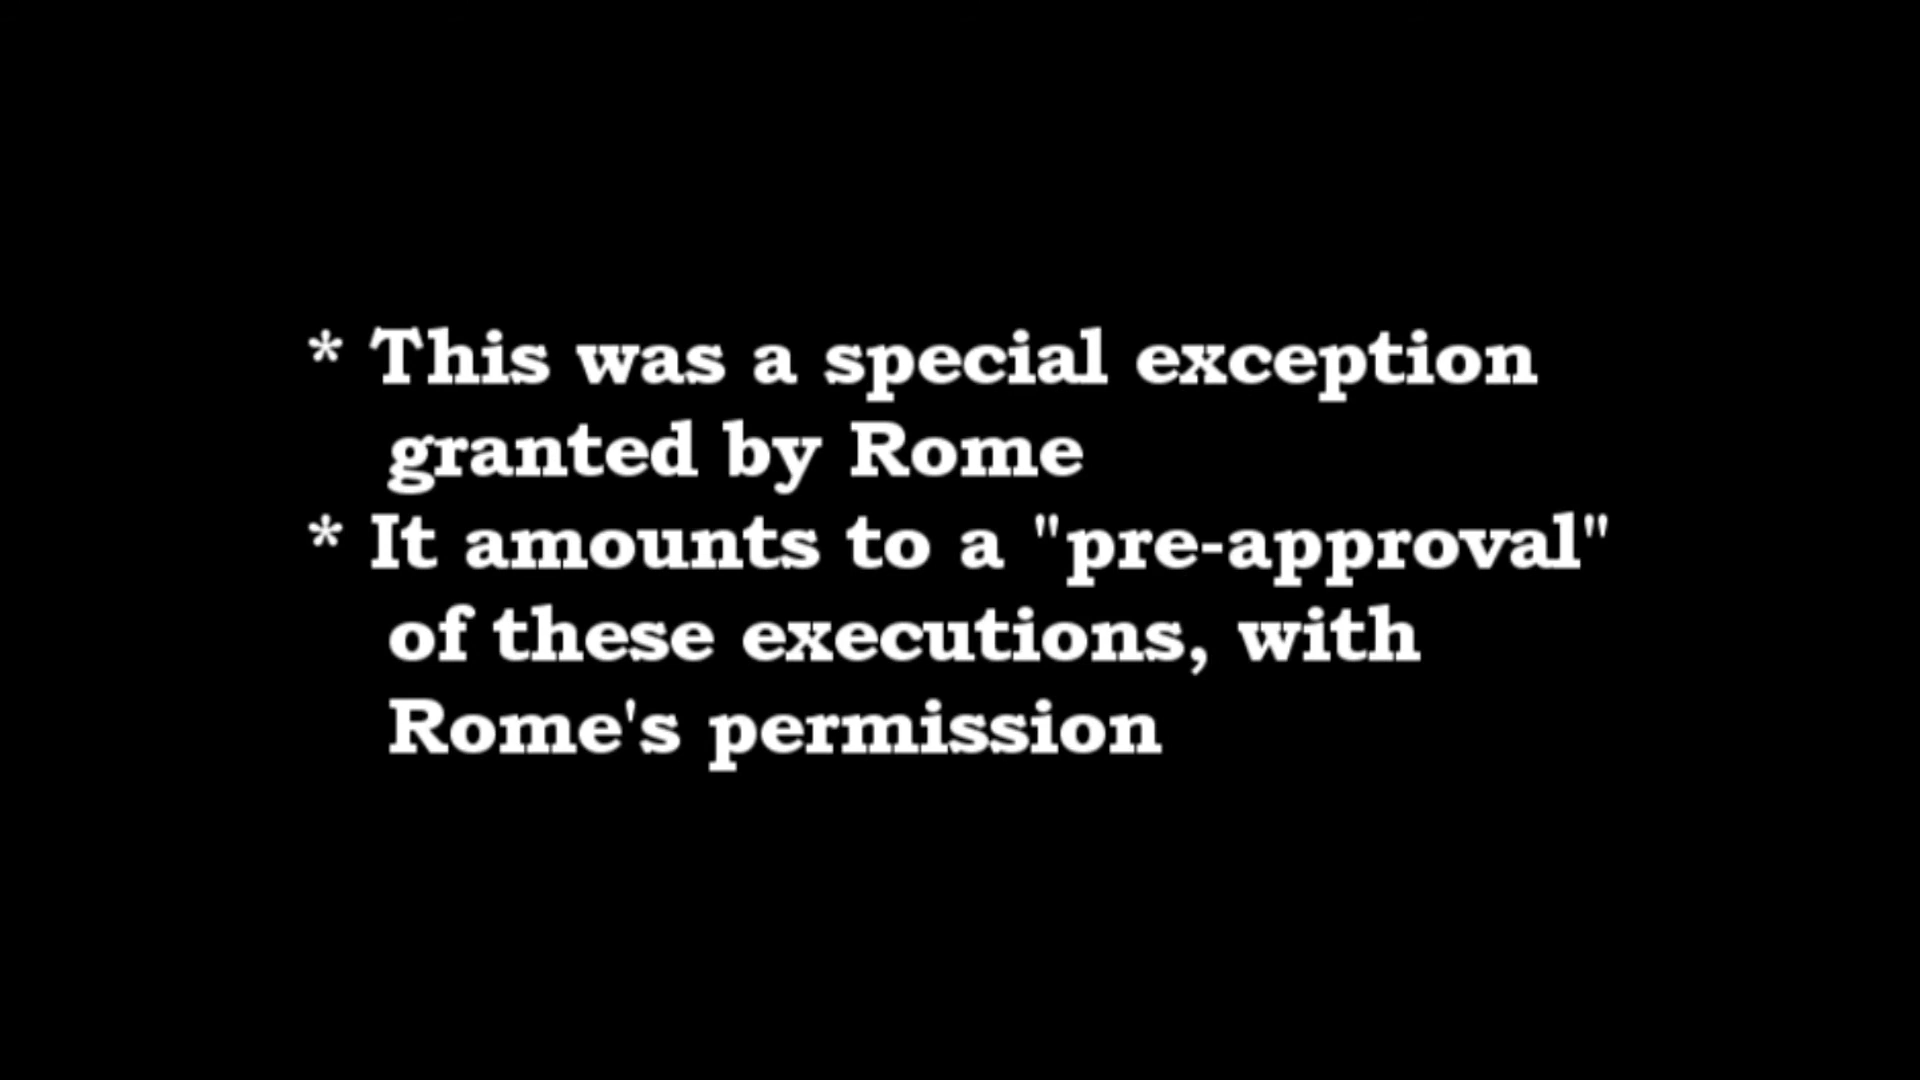 * This was a special exception
granted by Rome
* It amounts to a "pre-approval"
of these executions, with
Rome's permission